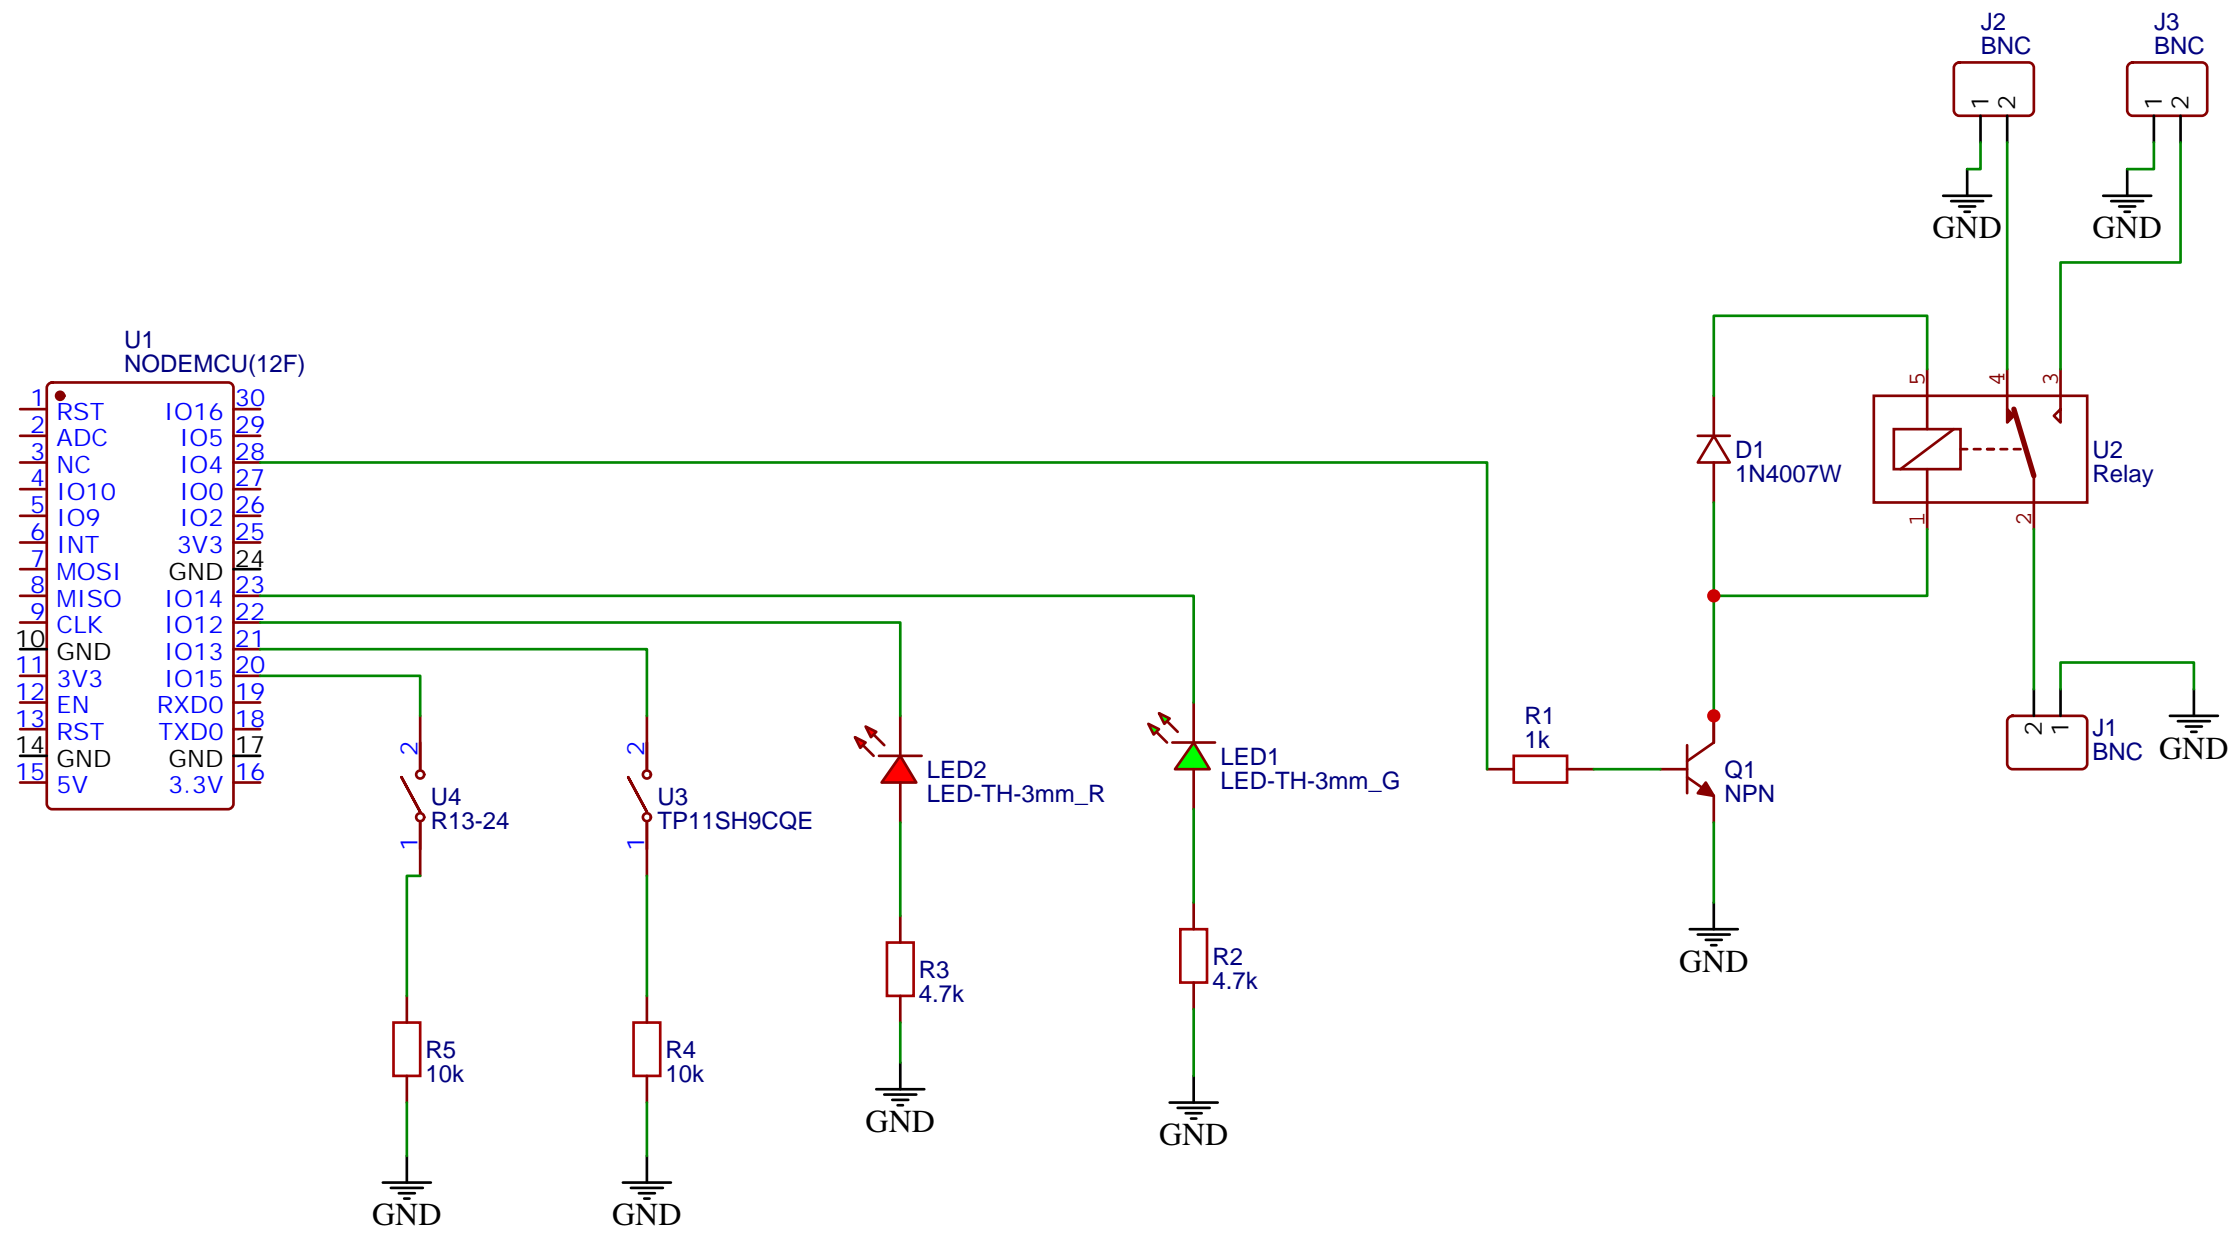 J2
BNC
1
2
GND
J3
BNC
1
2
GND
U1
NODEMCU(12F)
1 RST IO16 30
2 ADC IO5 29
3 NC IO4 28
4 IO10 IO0 27
5 IO9 IO2 26
6 INT 3V3 25
7 MOSI GND 24
8 MISO IO14 23
9 CLK IO12 22
10 GND IO13 21
11 3V3 IO15 20
12 EN RXD0 19
13 RST TXD0 18
14 GND GND 17
15 5V 3.3V 16
5
4
3
D1
1N4007W
U2
Relay
1
2
2
1
J1
BNC
GND
2
U4
R13-24
1
2
U3
TP11SH9CQE
1
LED2
LED-TH-3mm_R
LED1
LED-TH-3mm_G
R1
1k
Q1
NPN
GND
R3
4.7k
GND
R2
4.7k
GND
R5
10k
GND
R4
10k
GND